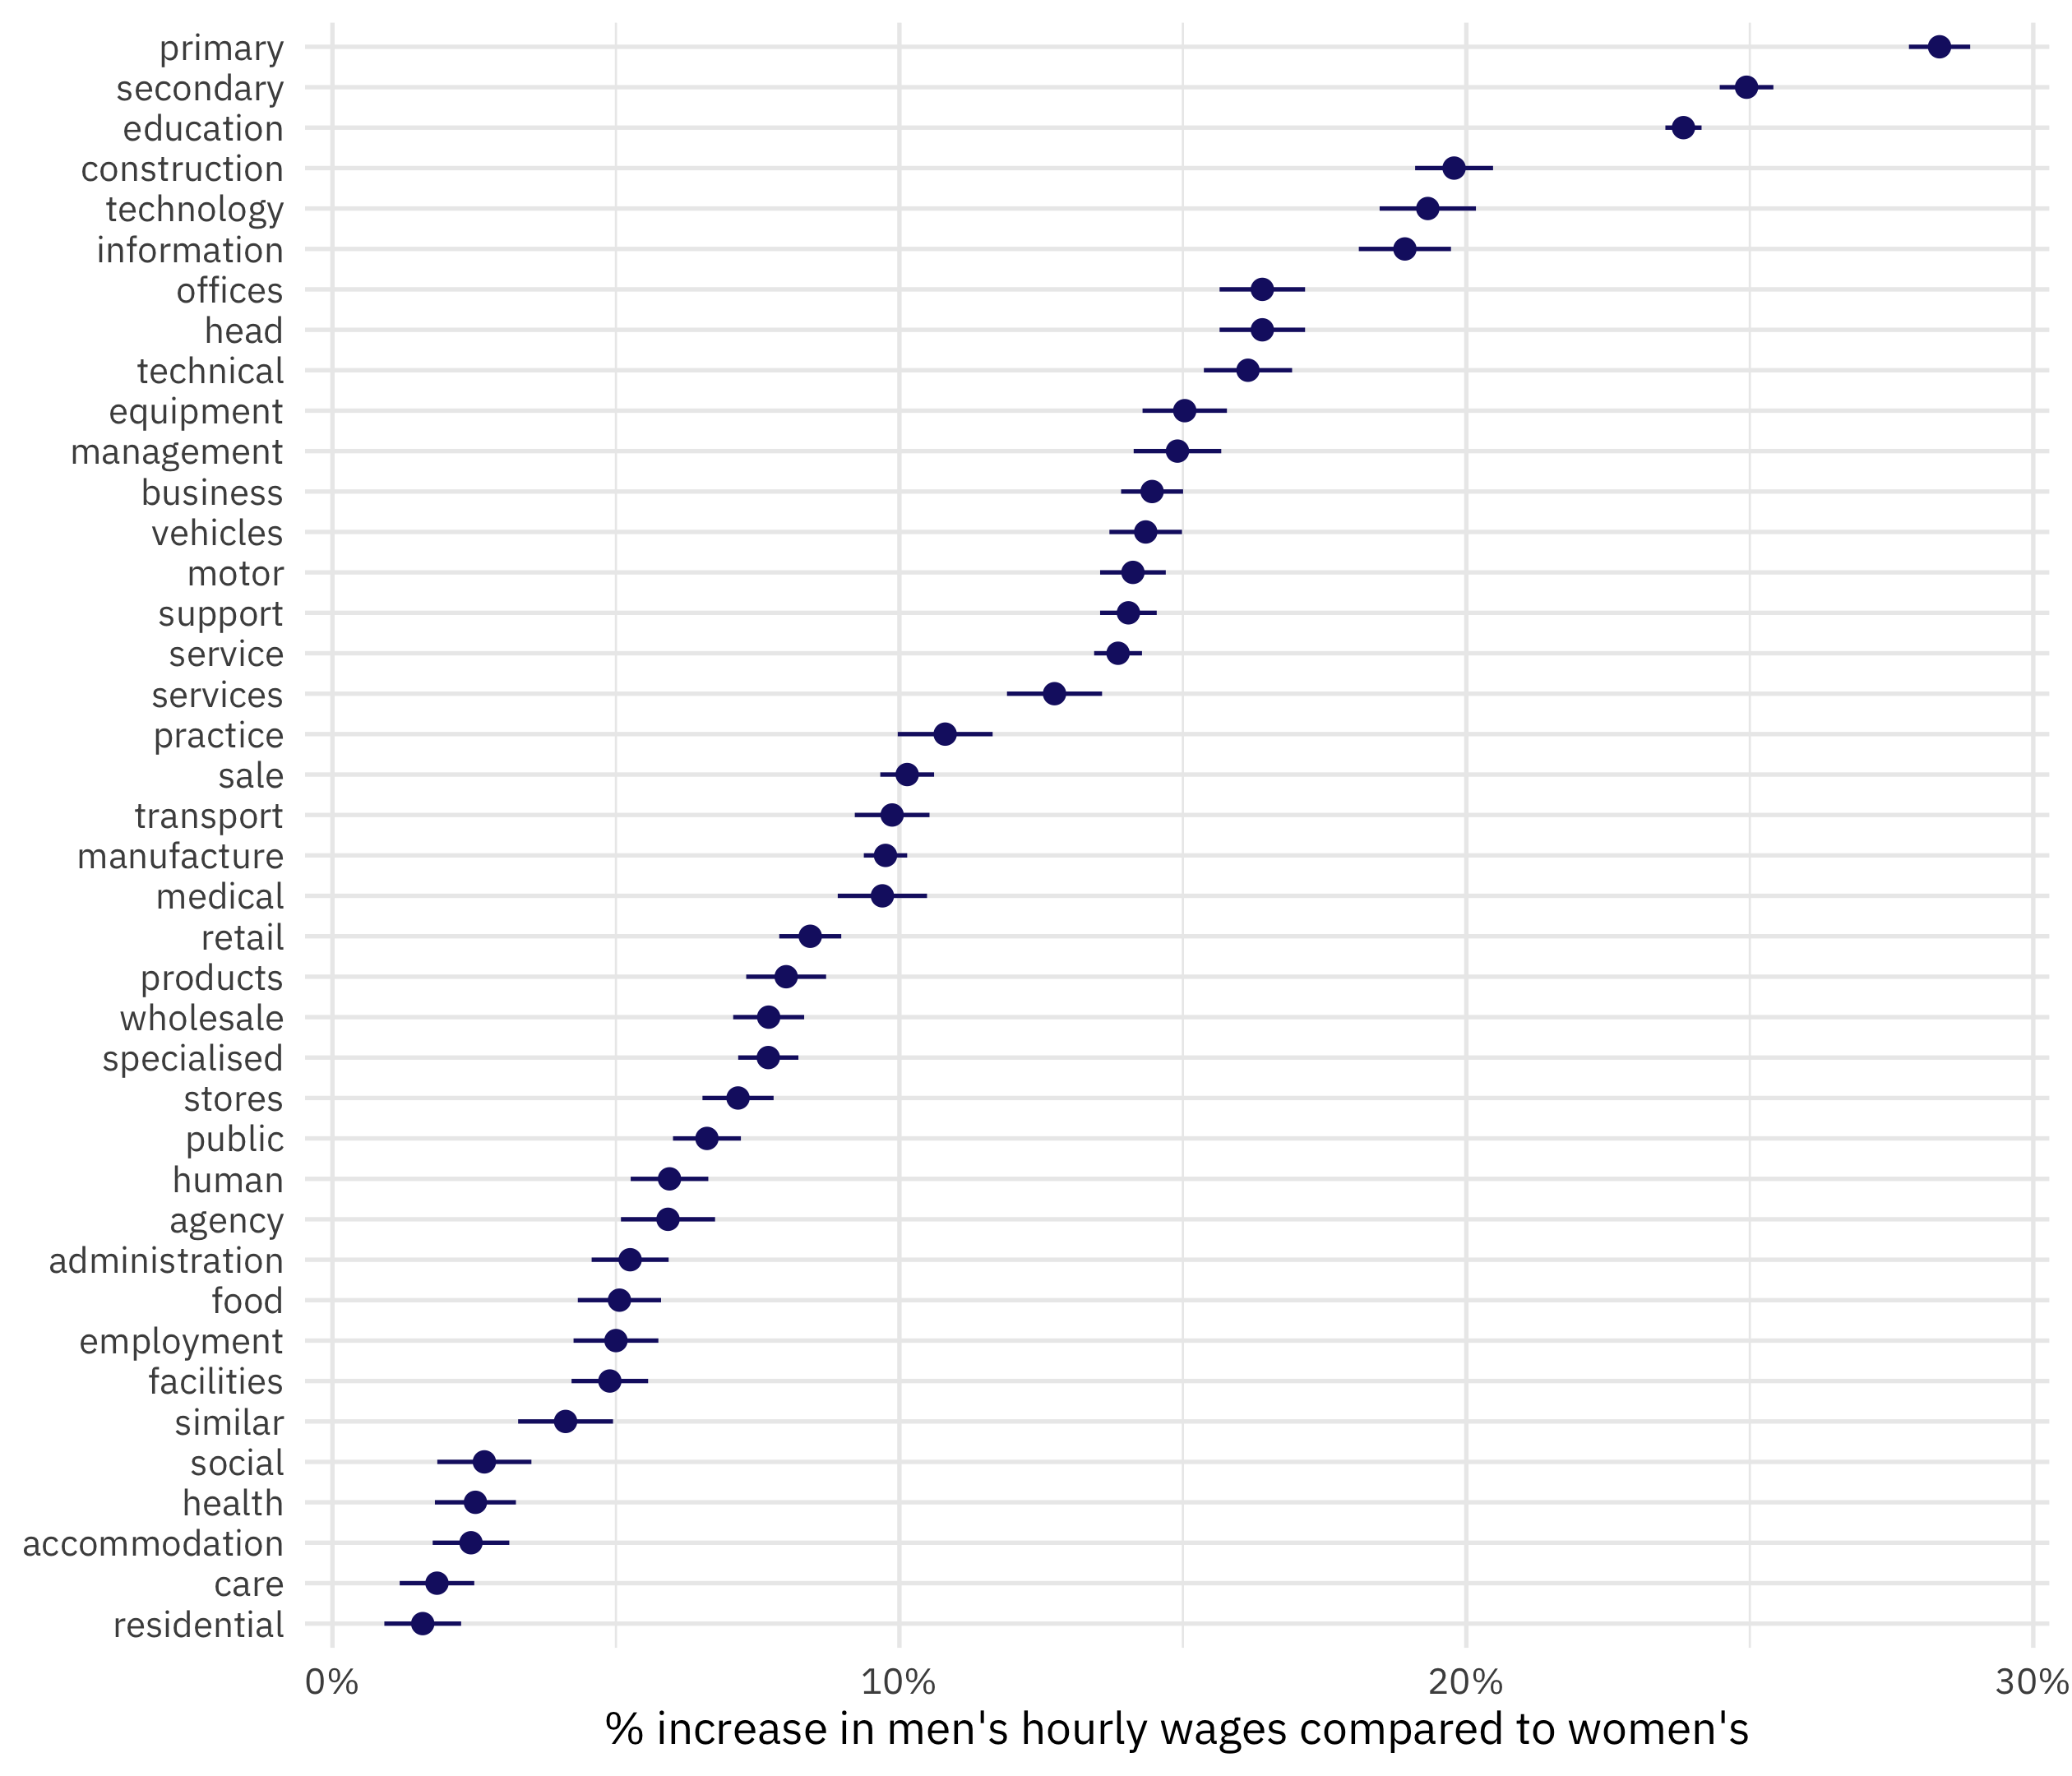 primary
secondary
education
construction
technology
information
offices
head
technical
equipment
management
business
vehicles
motor
support
service
services
practice
sale
transport
manufacture
medical
retail
products
wholesale
specialised
stores
public
human
agency
administration
food
employment
facilities
similar
social
health
accommodation
care
residential
0% 10% 20% 30%
% increase in men's hourly wages compared to women's